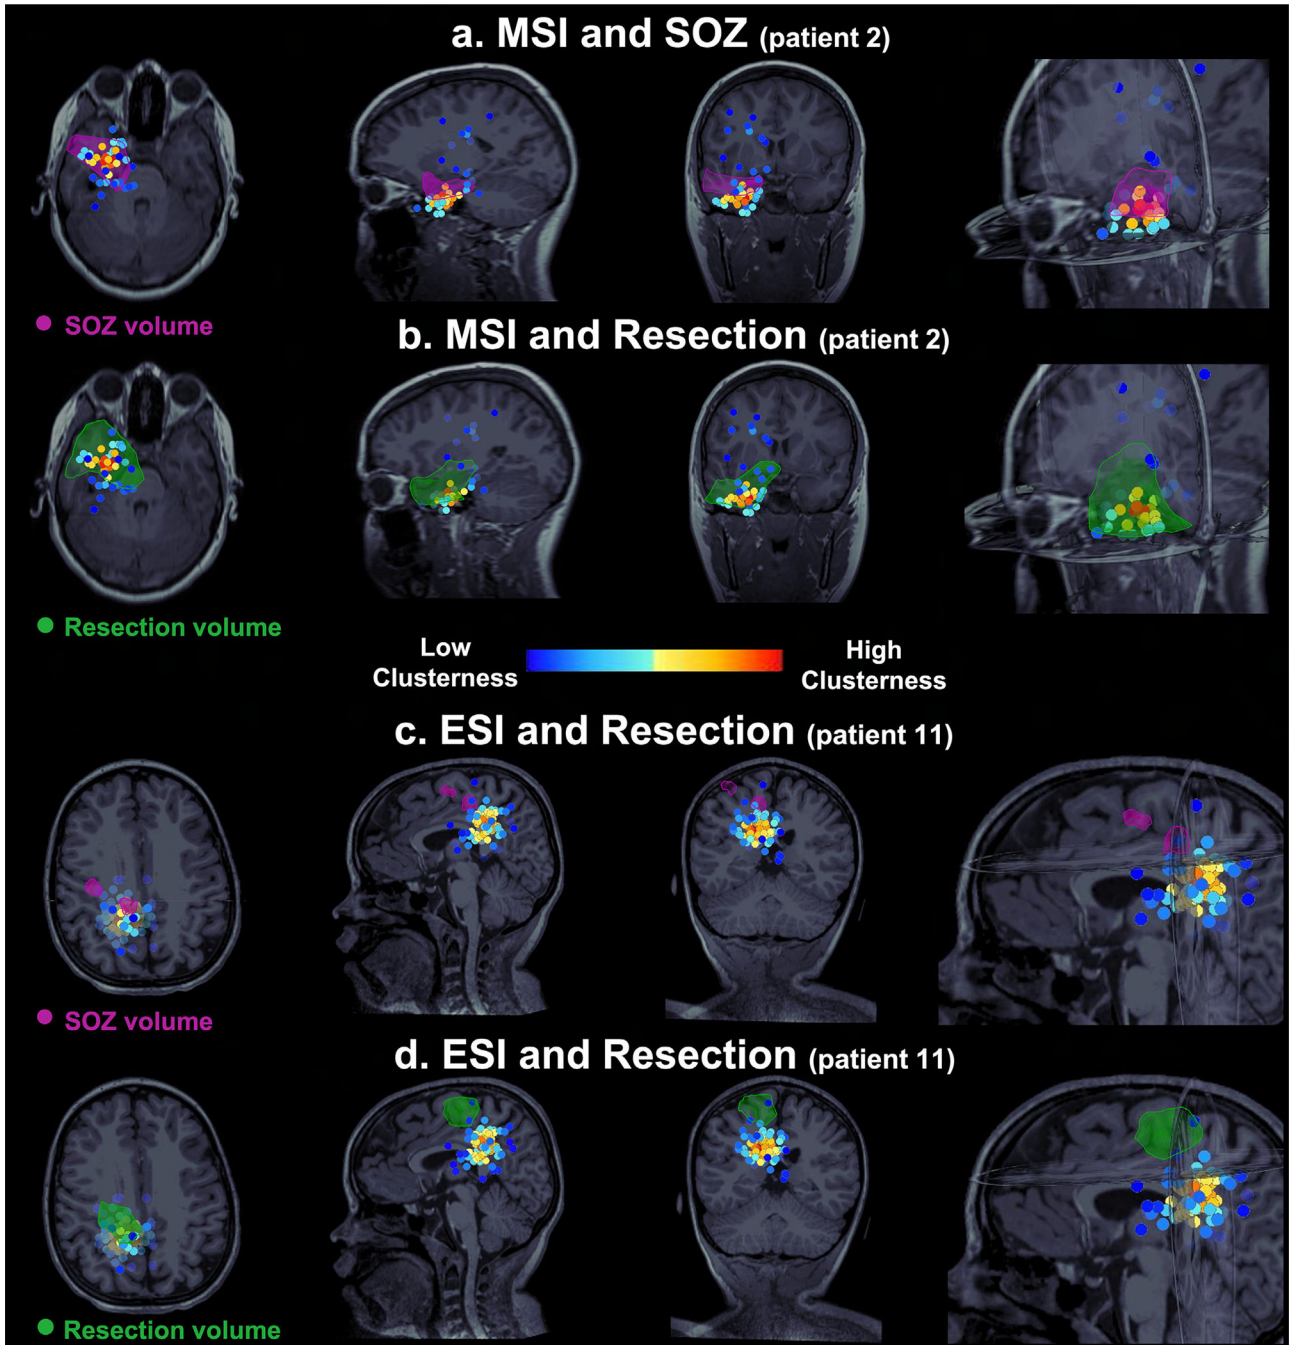 a. MSI and SOZ (patient 2)
SOZ volume
b. MSI and Resection (patient 2)
Resection volume
Low
Clusterness
High
Clusterness
c. ESI and Resection (patient 11)
SOZ volume
d. ESI and Resection (patient 11)
Resection volume